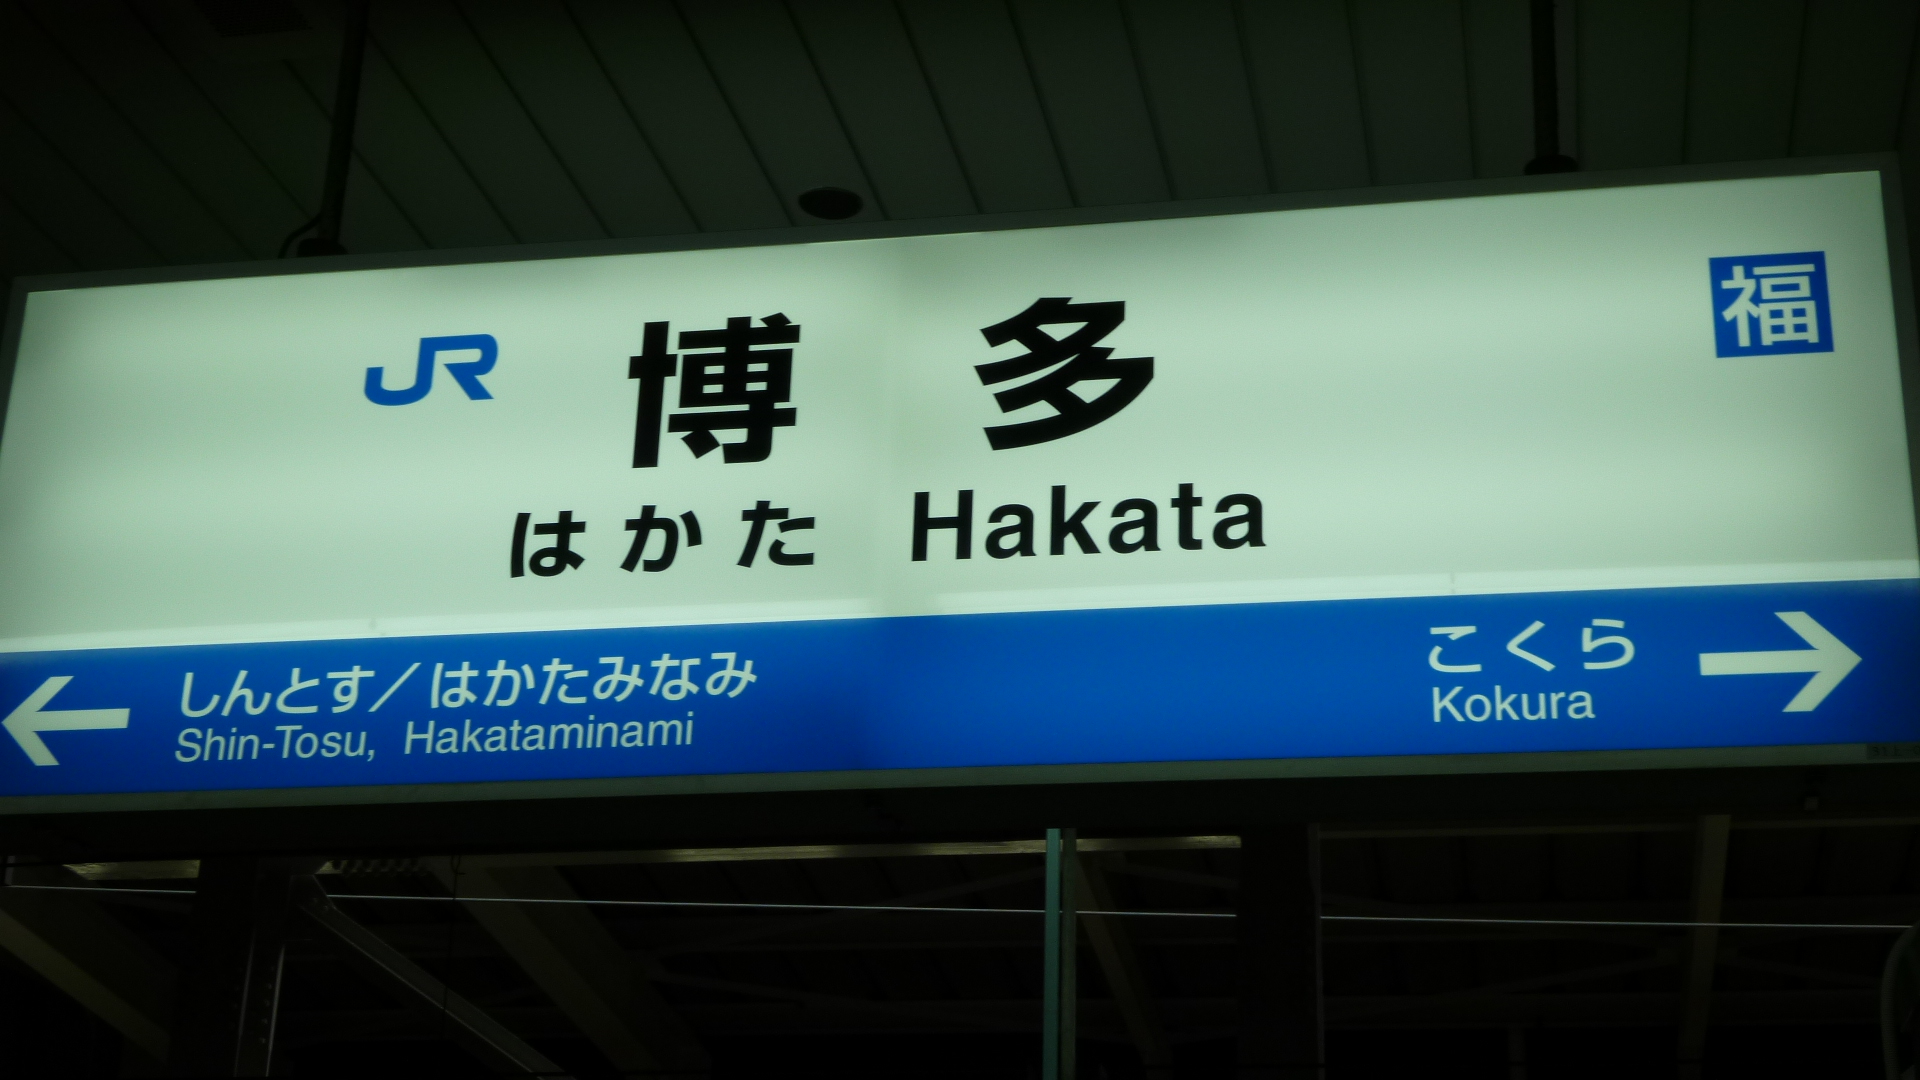 JR 博多 福
はかた Hakata
しんとす／はかたみなみ
Shin-Tosu, Hakataminami
こくら
Kokura